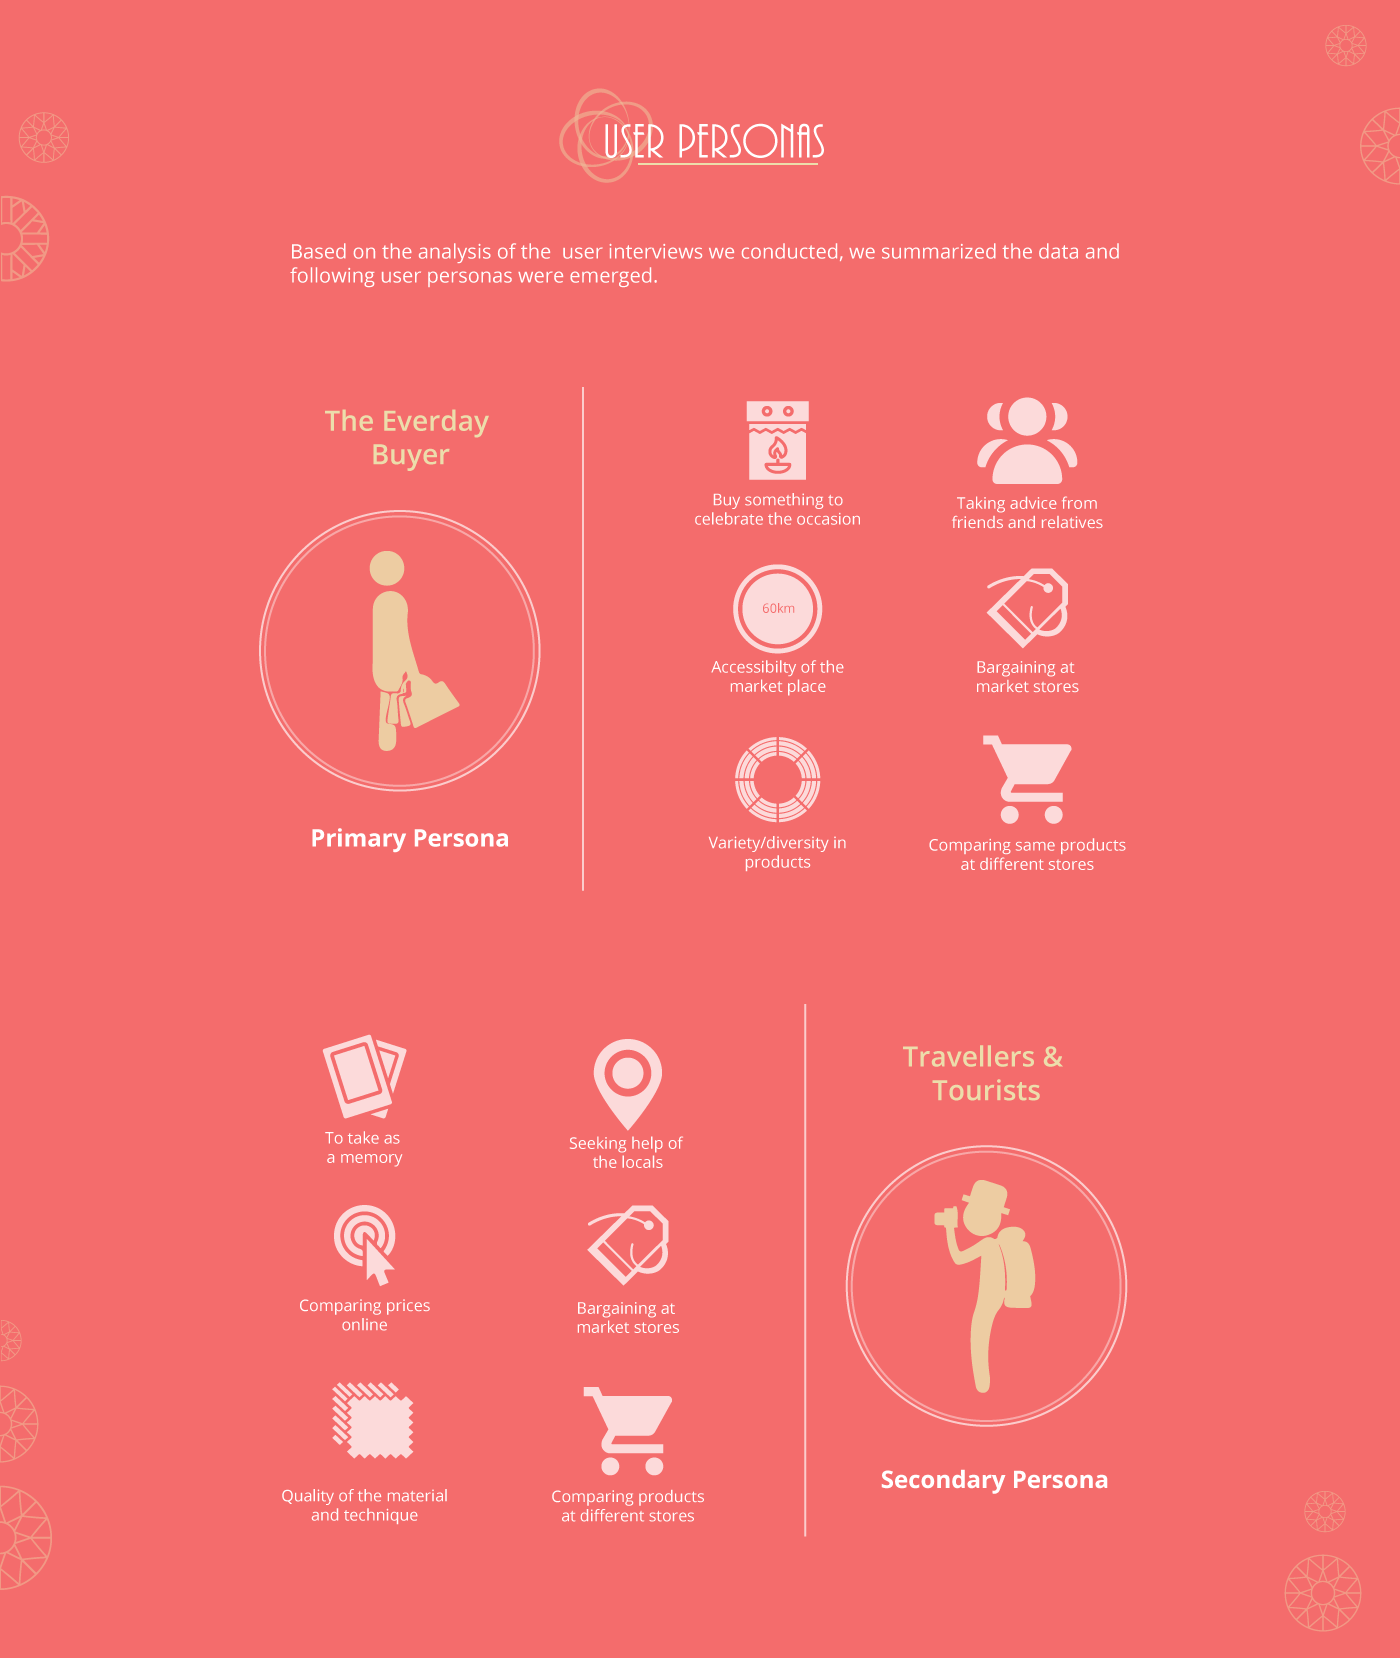 USER PERSONAS
Based on the analysis of the  user interviews we conducted, we summarized the data and
following user personas were emerged.
The Everday
Buyer
Primary Persona
Buy something to
celebrate the occasion
Taking advice from
friends and relatives
60km
Accessibilty of the
market place
Bargaining at
market stores
Variety/diversity in
products
Comparing same products
at different stores
To take as
a memory
Seeking help of
the locals
Comparing prices
online
Bargaining at
market stores
Quality of the material
and technique
Comparing products
at different stores
Travellers &
Tourists
Secondary Persona